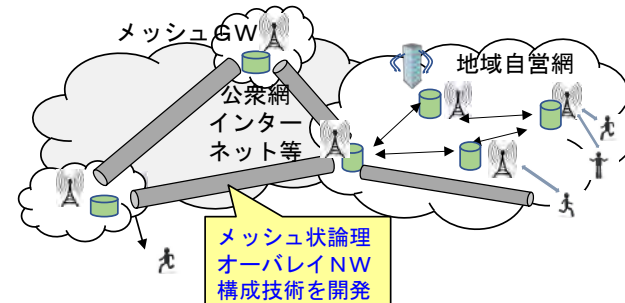 メッシュGW
地域自営網
公衆網
インター
ネット等
メッシュ状論理
オーバレイNW
構成技術を開発